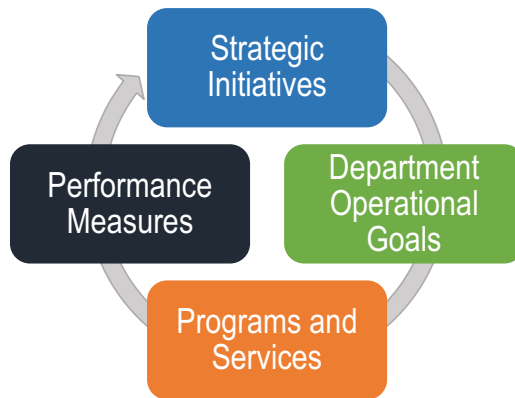 Strategic
Initiatives
Department
Operational
Goals
Programs and
Services
Performance
Measures